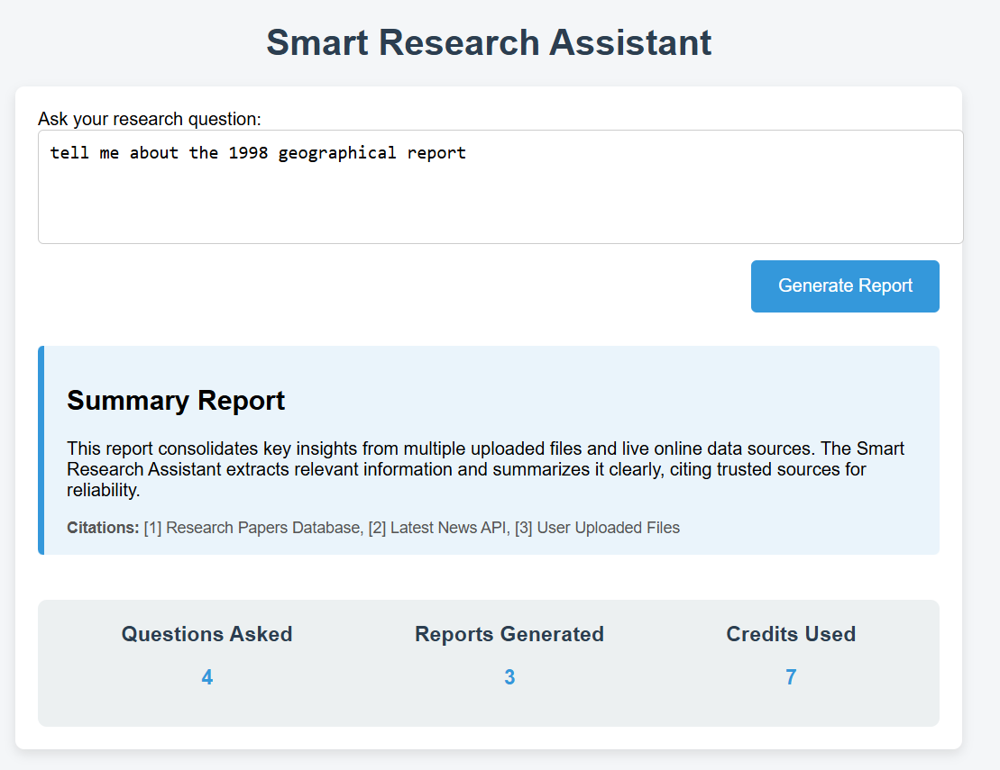 Smart Research Assistant
Ask your research question:
tell me about the 1998 geographical report
Generate Report
Summary Report
This report consolidates key insights from multiple uploaded files and live online data sources. The Smart
Research Assistant extracts relevant information and summarizes it clearly, citing trusted sources for
reliability.
Citations: [1] Research Papers Database, [2] Latest News API, [3] User Uploaded Files
Questions Asked Reports Generated Credits Used
4 3 7